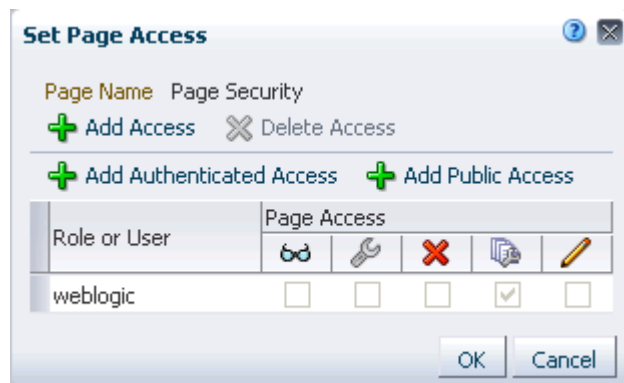 Set Page Access
Page Name Page Security
Add Access Delete Access
Add Authenticated Access Add Public Access
Role or User Page Access
weblogic
OK Cancel